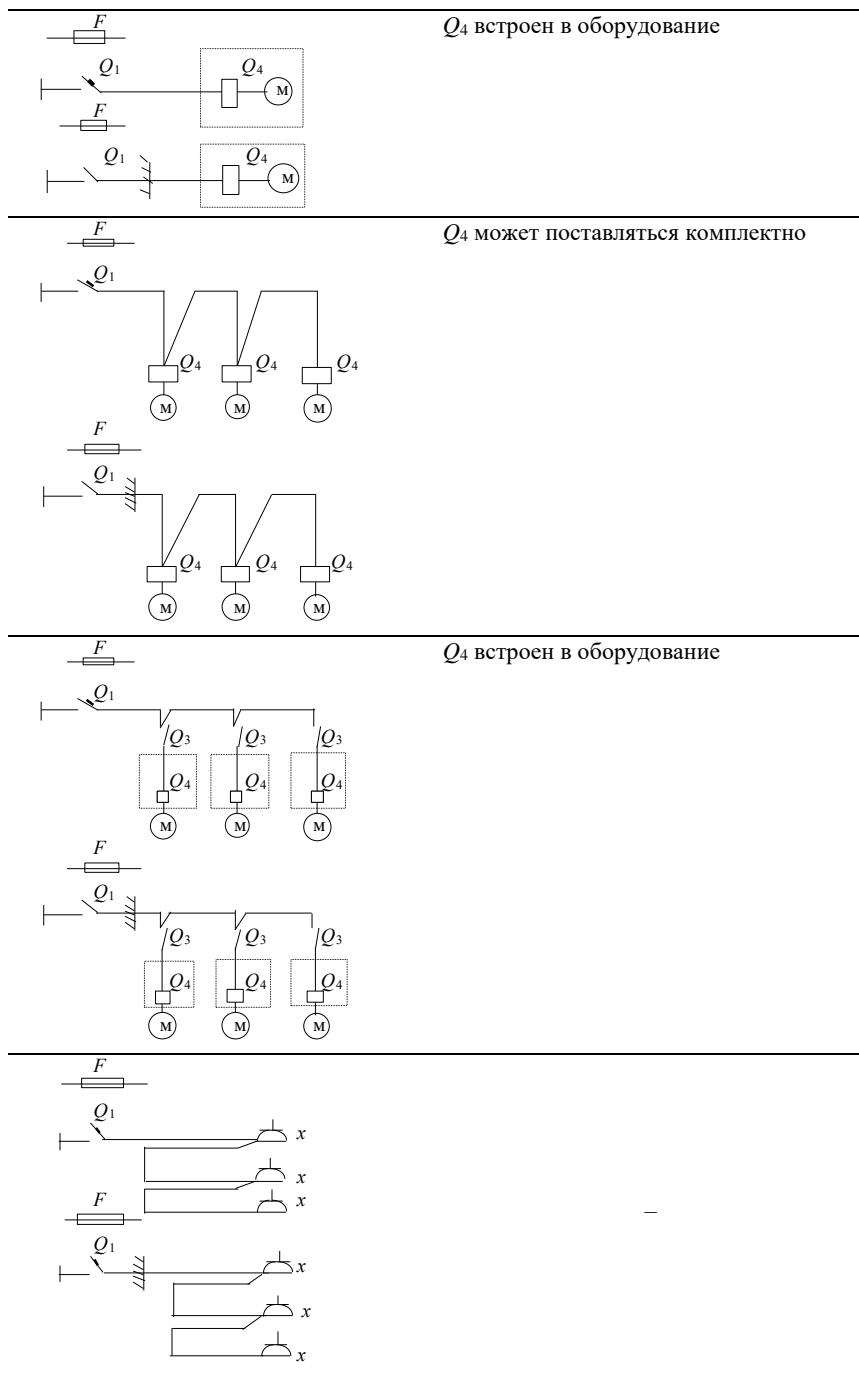 F
Q4 встроен в оборудование
Q1 Q4
М
F
Q1 Q4
М
F
Q4 может поставляться комплектно
Q1
Q4 Q4 Q4
М М М
F
Q1
Q4 Q4 Q4
М М М
F
Q4 встроен в оборудование
Q1
Q3 Q3 Q3
Q4 Q4 Q4
М М М
F
Q1
Q3 Q3 Q3
Q4 Q4 Q4
М М М
F
Q1
x
x
x
F
–
Q1
x
x
x